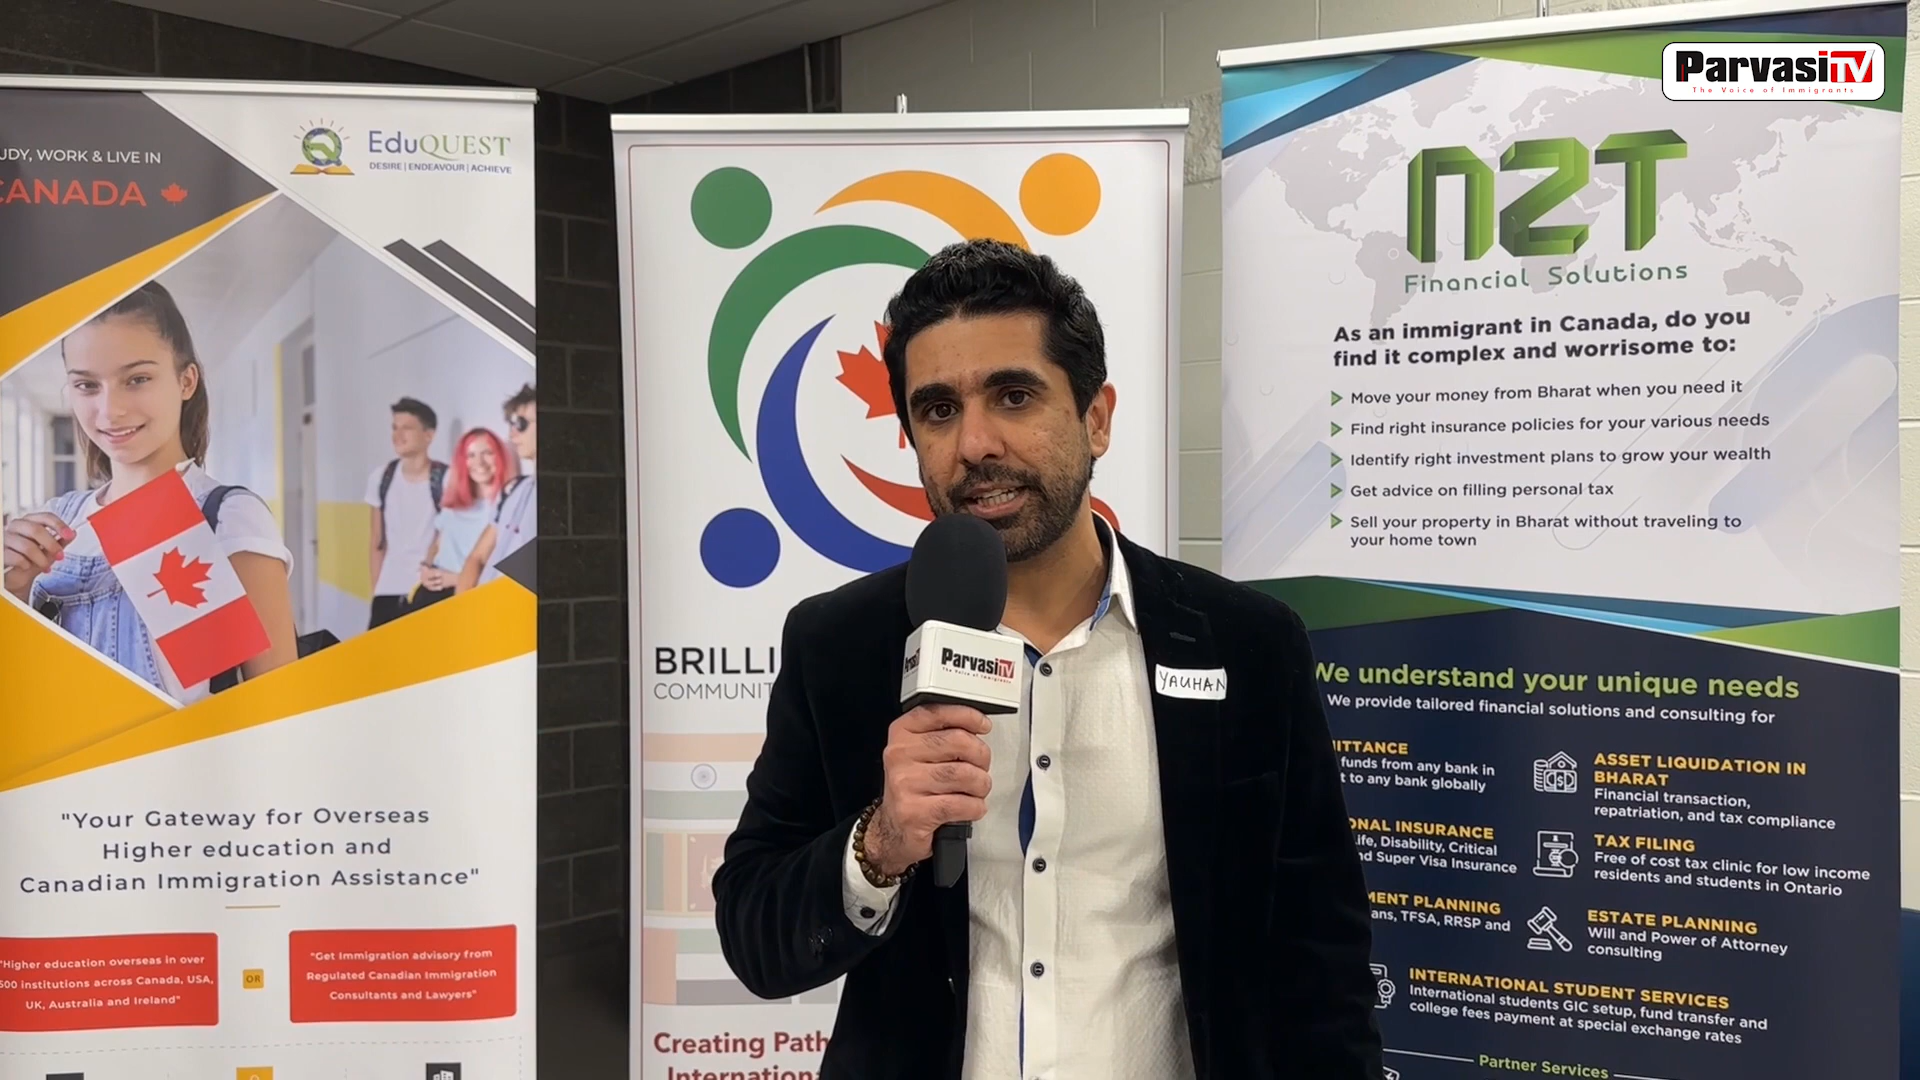 UDY, WORK & LIVE IN
CANADA
EduQUEST
DESIRE | ENDEAVOUR | ACHIEVE
"Your Gateway for Overseas
Higher education and
Canadian Immigration Assistance"
"Higher education overseas in over
500 institutions across Canada, USA,
UK, Australia and Ireland"
OR
"Get Immigration advisory from
Regulated Canadian Immigration
Consultants and Lawyers"
BRILLI
COMMUNIT
Creating Path
International
ParvasiTV
The Voice of Immigrants
YAUHAN
ParvasiTV
The Voice of Immigrants
n2T
Financial Solutions
As an immigrant in Canada, do you
find it complex and worrisome to:
Move your money from Bharat when you need it
Find right insurance policies for your various needs
Identify right investment plans to grow your wealth
Get advice on filling personal tax
Sell your property in Bharat without traveling to
your home town
We understand your unique needs
We provide tailored financial solutions and consulting for
ITTANCE
funds from any bank in
t to any bank globally
ONAL INSURANCE
ife, Disability, Critical
nd Super Visa Insurance
MENT PLANNING
ans, TFSA, RRSP and
ASSET LIQUIDATION IN
BHARAT
Financial transaction,
repatriation, and tax compliance
TAX FILING
Free of cost tax clinic for low income
residents and students in Ontario
ESTATE PLANNING
Will and Power of Attorney
consulting
INTERNATIONAL STUDENT SERVICES
International students GIC setup, fund transfer and
college fees payment at special exchange rates
Partner Services